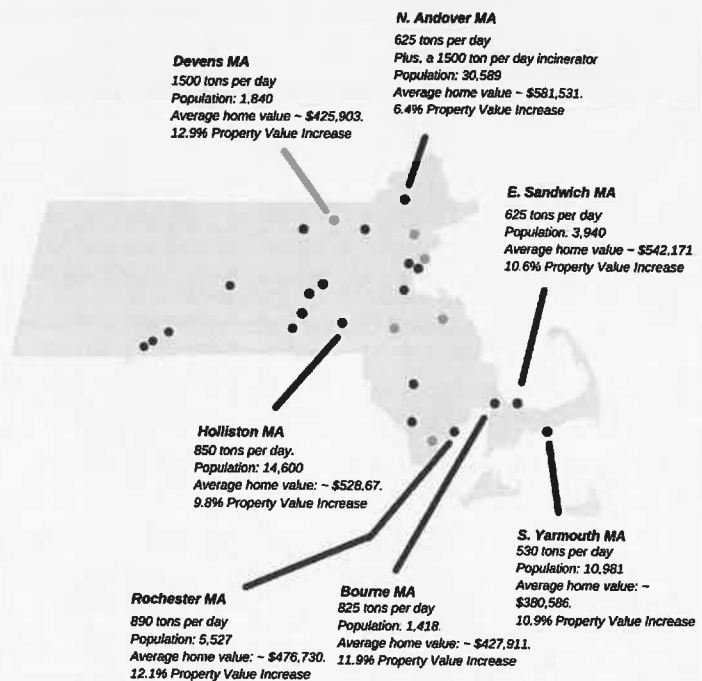 N. Andover MA
625 tons per day
Plus, a 1500 ton per day incinerator
Population: 30,589
Average home value ~ $581,531.
6.4% Property Value Increase
Devens MA
1500 tons per day
Population: 1,840
Average home value ~ $425,903.
12.9% Property Value Increase
E. Sandwich MA
625 tons per day
Population: 3,940
Average home value ~ $542,171
10.6% Property Value Increase
Holliston MA
850 tons per day.
Population: 14,600
Average home value: ~ $528,67.
9.8% Property Value Increase
S. Yarmouth MA
530 tons per day
Population: 10,981
Average home value: ~
$380,586.
10.9% Property Value Increase
Rochester MA
890 tons per day
Population: 5,527
Average home value: ~ $476,730.
12.1% Property Value Increase
Bourne MA
825 tons per day
Population. 1,418.
Average home value: ~ $427,911.
11.9% Property Value Increase